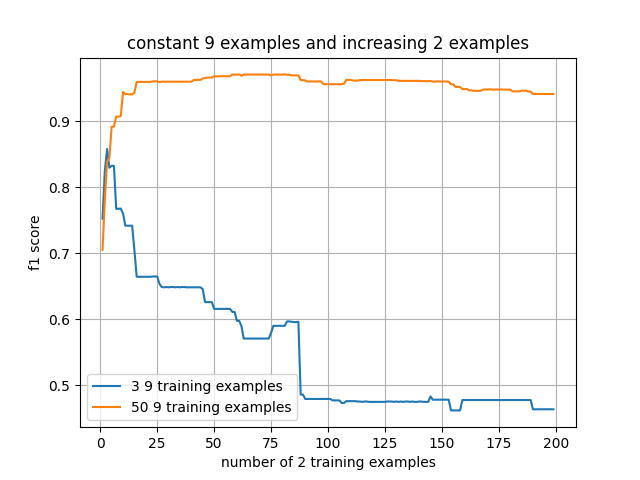 constant 9 examples and increasing 2 examples
f1 score
0.9
0.8
0.7
0.6
0.5
3 9 training examples
50 9 training examples
0 25 50 75 100 125 150 175 200
number of 2 training examples